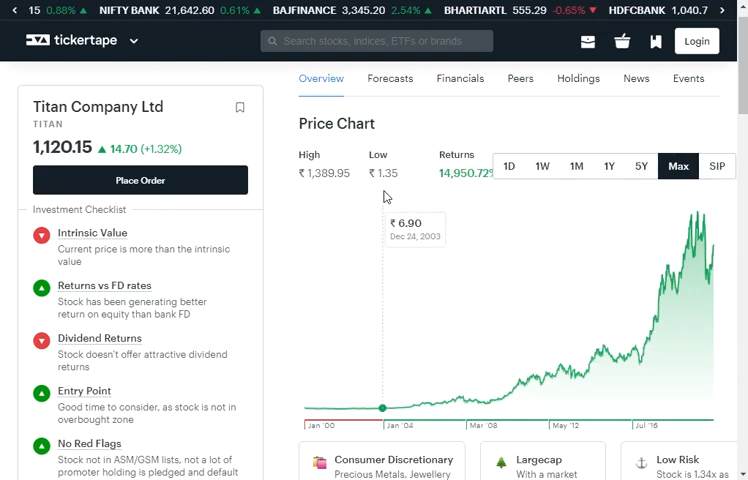 15 0.88% ▲ NIFTY BANK 21,642.60 0.61% ▲ BAJFINANCE 3,345.20 2.54% ▲ BHARTIARTL 555.29 -0.65% ▼ HDFCBANK 1,040.7
tickertape
Search stocks, indices, ETFs or brands
Login
Overview Forecasts Financials Peers Holdings News Events
Titan Company Ltd
TITAN
1,120.15 ▲ 14.70 (+1.32%)
Place Order
Investment Checklist
Intrinsic Value
Current price is more than the intrinsic
value
Returns vs FD rates
Stock has been generating better
return on equity than bank FD
Dividend Returns
Stock doesn't offer attractive dividend
returns
Entry Point
Good time to consider, as stock is not in
overbought zone
No Red Flags
Stock not in ASM/GSM lists, not a lot of
promoter holding is pledged and default
Price Chart
High Low Returns
₹ 1,389.95 ₹ 1.35 14,950.72%
1D 1W 1M 1Y 5Y Max SIP
₹ 6.90
Dec 24, 2003
Jan '00 Jan '04 Mar '08 May '12 Jul '16
Consumer Discretionary
Precious Metals, Jewellery
Largecap
With a market
Low Risk
Stock is 1.34x as